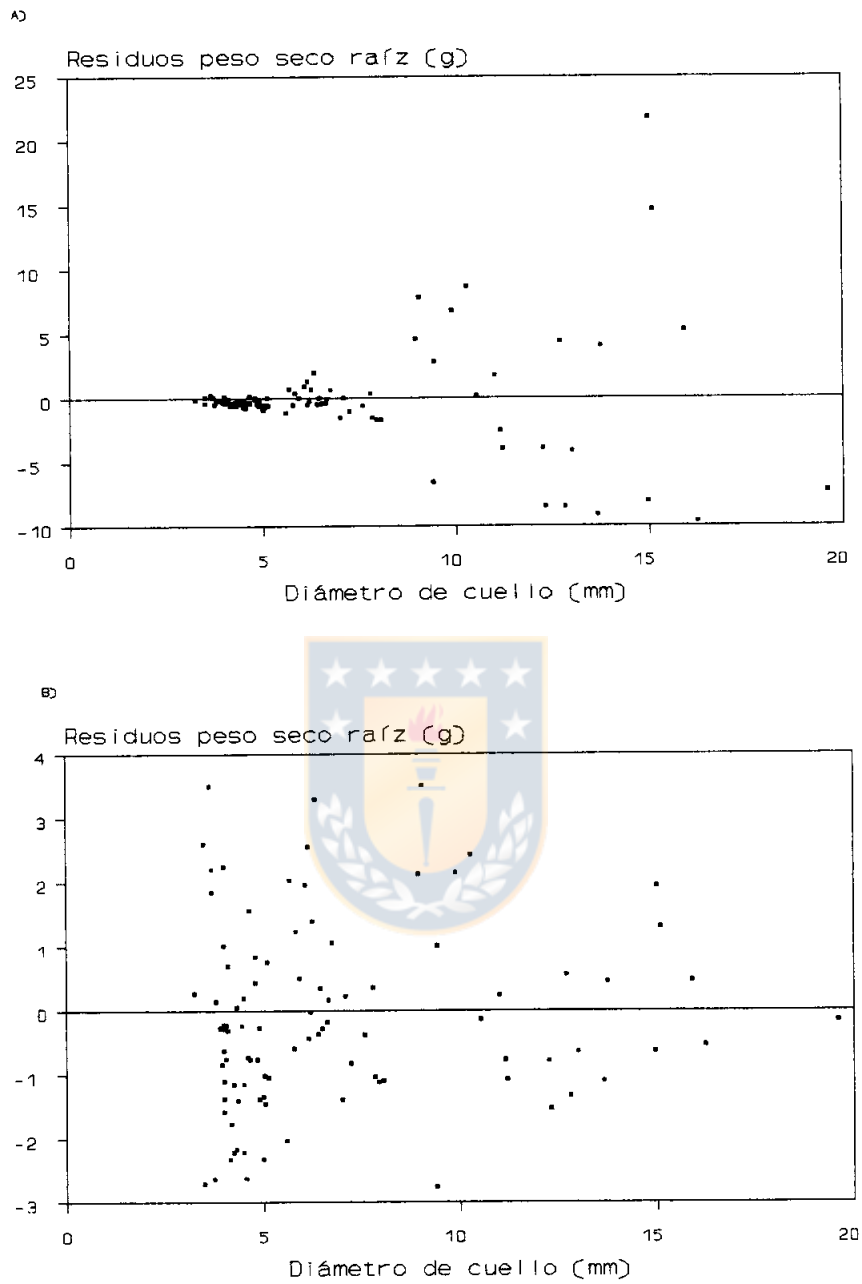 A)
Residuos peso seco raíz (g)
25
20
15
10
5
0
-5
-10
0 5 10 15 20
Diámetro de cuello (mm)
B)
Residuos peso seco raíz (g)
4
3
2
1
0
-1
-2
-3
0 5 10 15 20
Diámetro de cuello (mm)